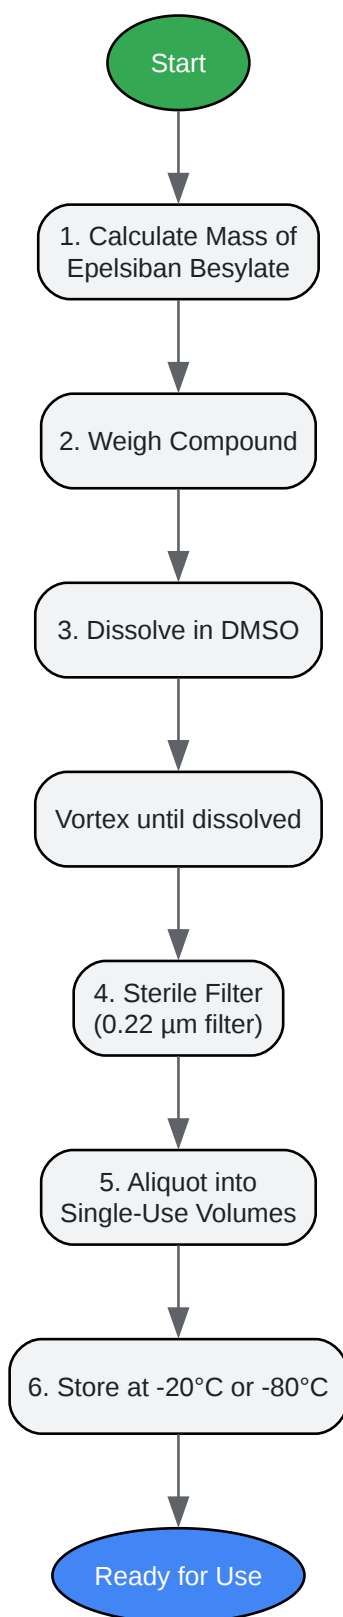 Start
1. Calculate Mass of
Epelsiban Besylate
2. Weigh Compound
3. Dissolve in DMSO
Vortex until dissolved
4. Sterile Filter
(0.22 µm filter)
5. Aliquot into
Single-Use Volumes
6. Store at -20°C or -80°C
Ready for Use